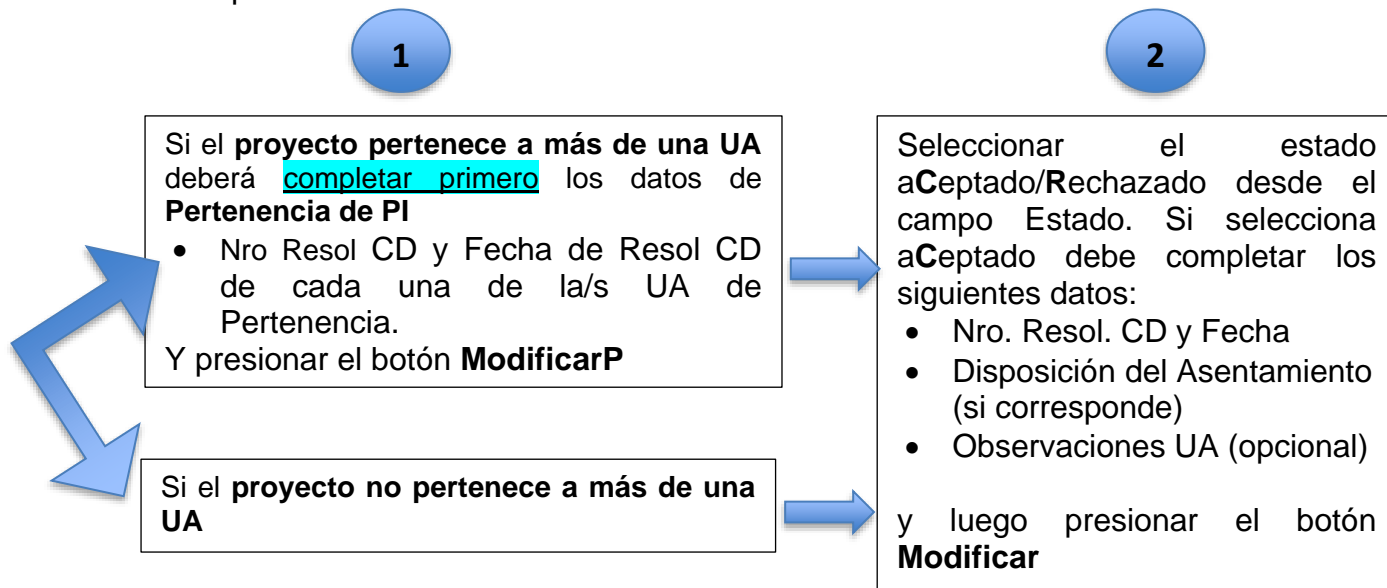 1
2
Si el proyecto pertenece a más de una UA
deberá completar primero los datos de
Pertenencia de PI
• Nro Resol CD y Fecha de Resol CD
de cada una de la/s UA de
Pertenencia.
Y presionar el botón ModificarP
Si el proyecto no pertenece a más de una
UA
Seleccionar el estado
aCeptado/Rechazado desde el
campo Estado. Si selecciona
aCeptado debe completar los
siguientes datos:
• Nro. Resol. CD y Fecha
• Disposición del Asentamiento
(si corresponde)
• Observaciones UA (opcional)
y luego presionar el botón
Modificar